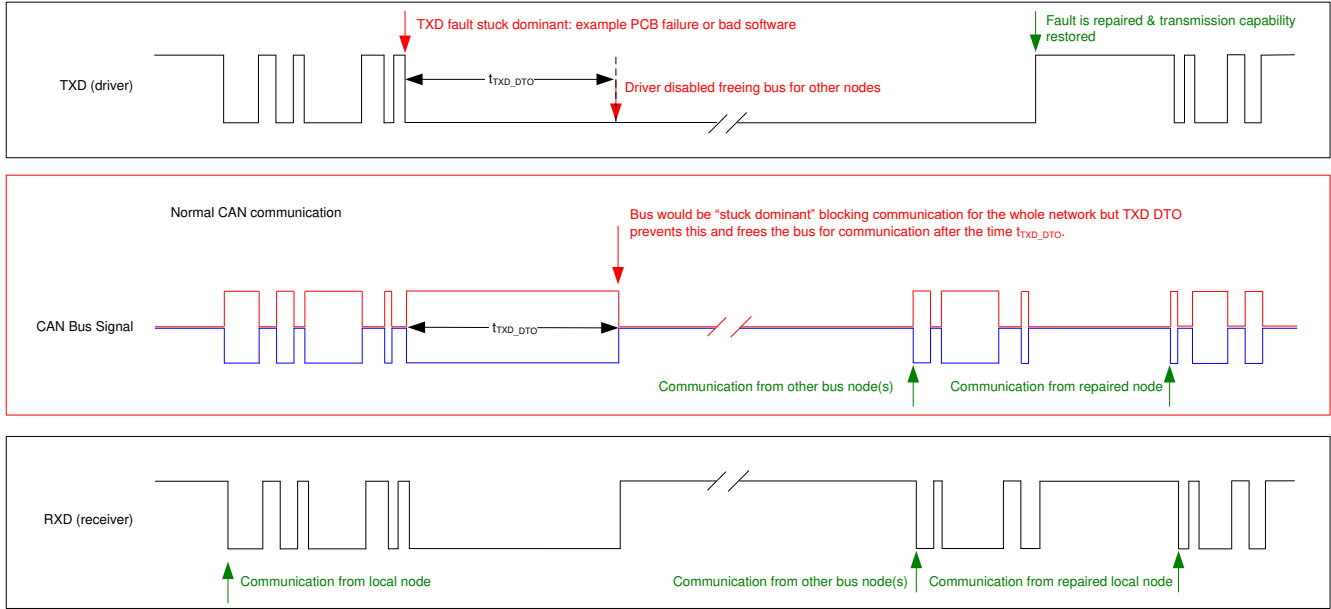 TXD fault stuck dominant: example PCB failure or bad software
Fault is repaired & transmission capability
restored
TXD (driver)
tTXD_DTO
Driver disabled freeing bus for other nodes
Normal CAN communication
Bus would be “stuck dominant” blocking communication for the whole network but TXD DTO
prevents this and frees the bus for communication after the time tTXD_DTO.
CAN Bus Signal
tTXD_DTO
Communication from other bus node(s)
Communication from repaired node
RXD (receiver)
Communication from local node
Communication from other bus node(s)
Communication from repaired local node